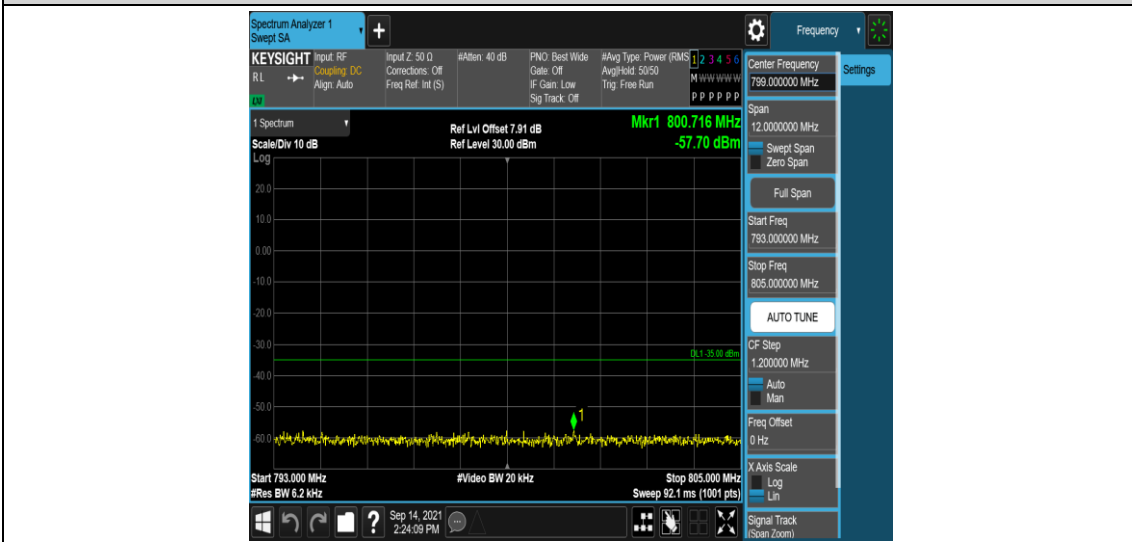 Spectrum Analyzer 1
Swept SA
+
Frequency
KEYSIGHT
RL
LXI
Input: RF
Coupling: DC
Align: Auto
Input Z: 50 Ω
Corrections: Off
Freq Ref: Int (S)
#Atten: 40 dB
PNO: Best Wide
Gate: Off
IF Gain: Low
Sig Track: Off
#Avg Type: Power (RMS
Avg|Hold: 50/50
Trig: Free Run
1 2 3 4 5 6
M W W W W W
P P P P P P
1 Spectrum
Scale/Div 10 dB
Ref Lvl Offset 7.91 dB
Ref Level 30.00 dBm
Mkr1 800.716 MHz
-57.70 dBm
Log
20.0
10.0
0.00
-10.0
-20.0
-30.0
DL1 -35.00 dBm
-40.0
-50.0
1
-60.0
Start 793.000 MHz
#Res BW 6.2 kHz
#Video BW 20 kHz
Stop 805.000 MHz
Sweep 92.1 ms (1001 pts)
?
Sep 14, 2021
2:24:09 PM
Center Frequency
799.000000 MHz
Settings
Span
12.0000000 MHz
Swept Span
Zero Span
Full Span
Start Freq
793.000000 MHz
Stop Freq
805.000000 MHz
AUTO TUNE
CF Step
1.200000 MHz
Auto
Man
Freq Offset
0 Hz
X Axis Scale
Log
Lin
Signal Track
(Span Zoom)